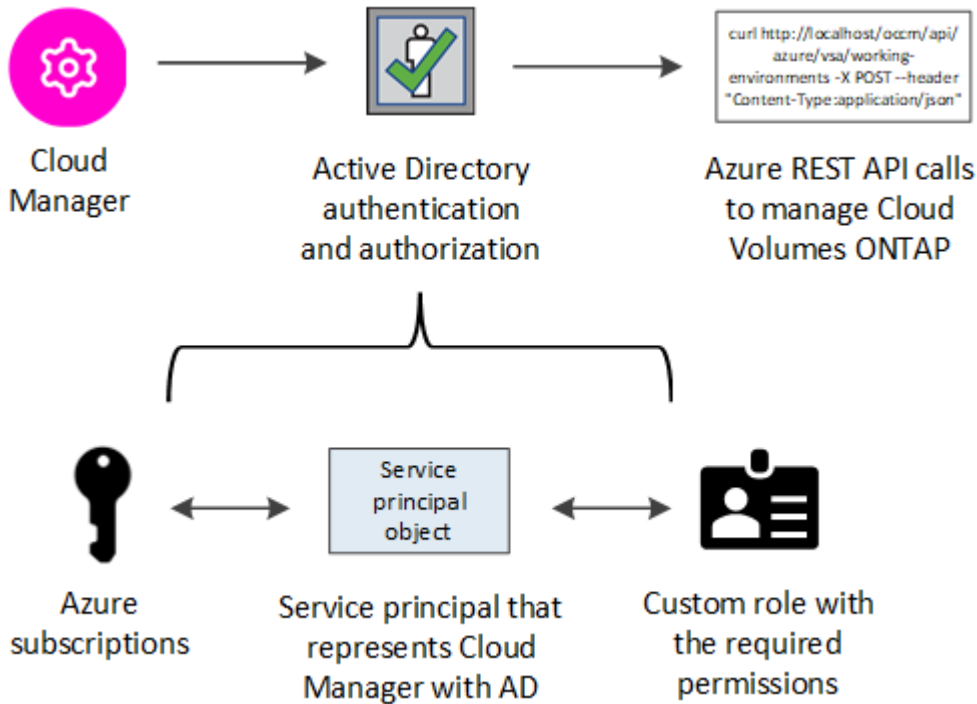 curl http://localhost/occm/api/
azure/vsa/working-
environments -X POST --header
"Content-Type:application/json"
Cloud
Manager
Active Directory
authentication
and authorization
Azure REST API calls
to manage Cloud
Volumes ONTAP
Service
principal
object
Azure
subscriptions
Service principal that
represents Cloud
Manager with AD
Custom role with
the required
permissions